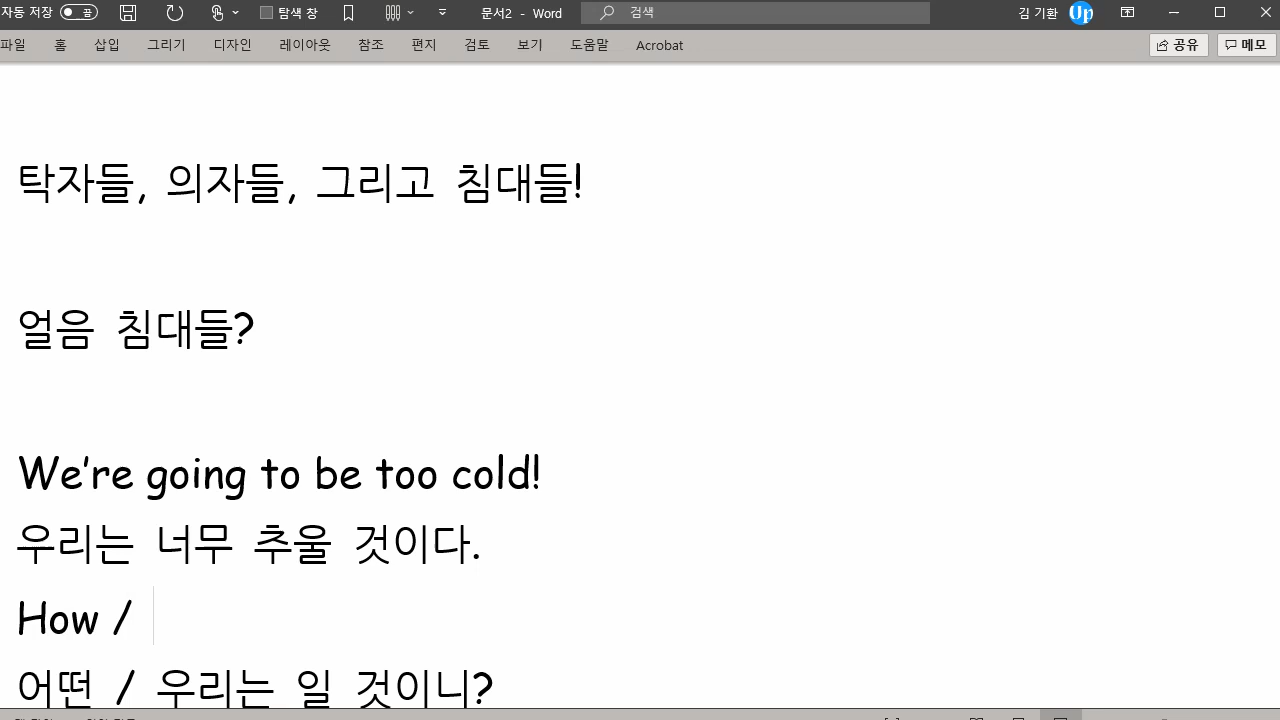 자동 저장 끔 탐색 창 문서2 - Word 검색 김 기환 Up
파일 홈 삽입 그리기 디자인 레이아웃 참조 편지 검토 보기 도움말 Acrobat 공유 메모
탁자들, 의자들, 그리고 침대들!
얼음 침대들?
We're going to be too cold!
우리는 너무 추울 것이다.
How /
어떤 / 우리는 일 것이니?